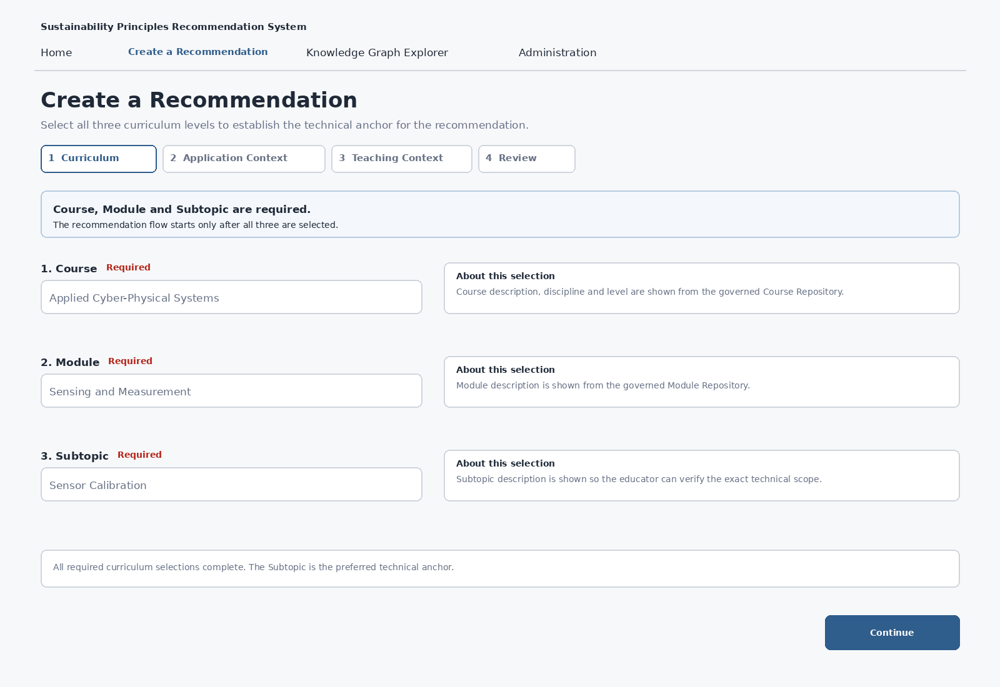 Sustainability Principles Recommendation System
Home Create a Recommendation Knowledge Graph Explorer Administration
Create a Recommendation
Select all three curriculum levels to establish the technical anchor for the recommendation.
1 Curriculum 2 Application Context 3 Teaching Context 4 Review
Course, Module and Subtopic are required.
The recommendation flow starts only after all three are selected.
1. Course Required
Applied Cyber-Physical Systems
About this selection
Course description, discipline and level are shown from the governed Course Repository.
2. Module Required
Sensing and Measurement
About this selection
Module description is shown from the governed Module Repository.
3. Subtopic Required
Sensor Calibration
About this selection
Subtopic description is shown so the educator can verify the exact technical scope.
All required curriculum selections complete. The Subtopic is the preferred technical anchor.
Continue